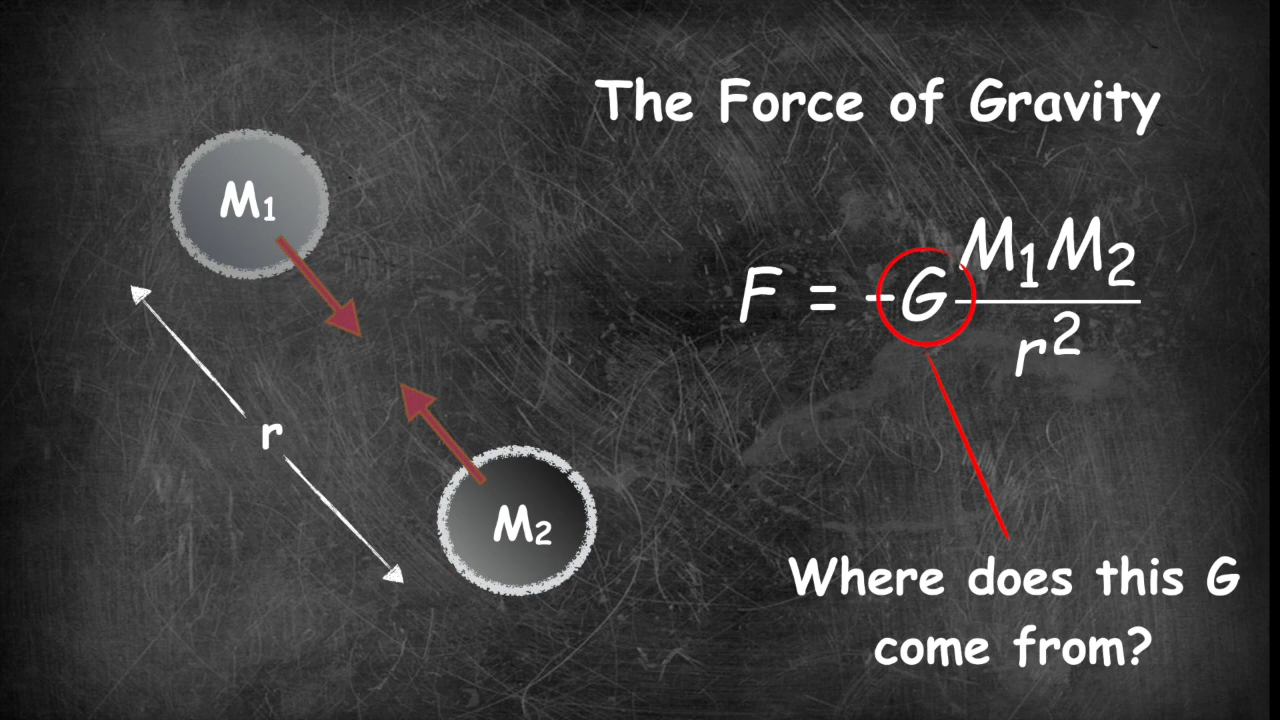 The Force of Gravity
M₁
F = -G M₁M₂ / r²
r
M₂
Where does this G
come from?